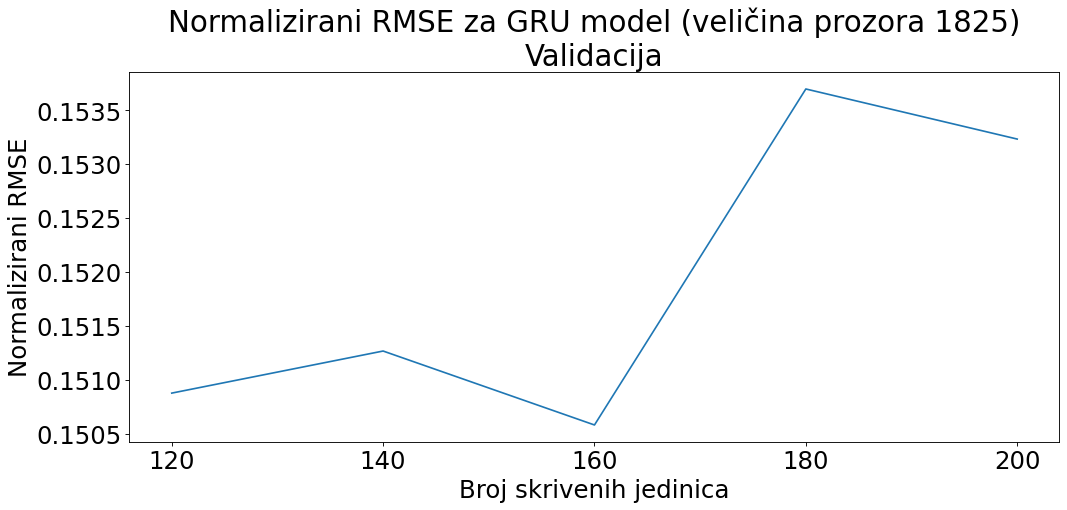 Normalizirani RMSE za GRU model (veličina prozora 1825)
Validacija
Normalizirani RMSE
0.1535
0.1530
0.1525
0.1520
0.1515
0.1510
0.1505
120 140 160 180 200
Broj skrivenih jedinica